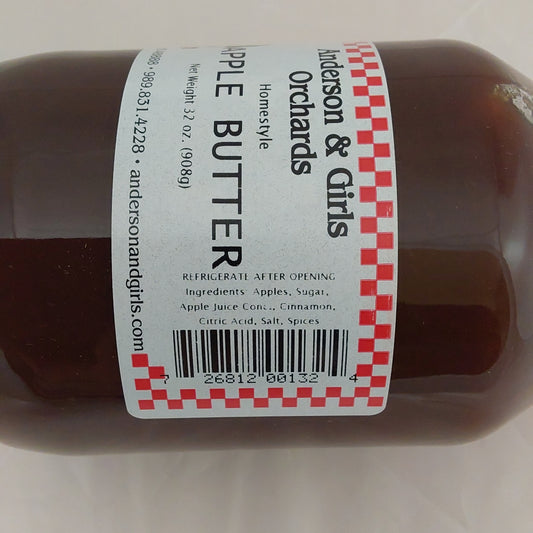 Anderson & Girls
Orchards
Homestyle
APPLE BUTTER
Net Weight 32 oz. (908g)
989.831.4228 • andersonandgirls.com
REFRIGERATE AFTER OPENING
Ingredients: Apples, Sugar,
Apple Juice Conc., Cinnamon,
Citric Acid, Salt, Spices
7 26812 00132 4